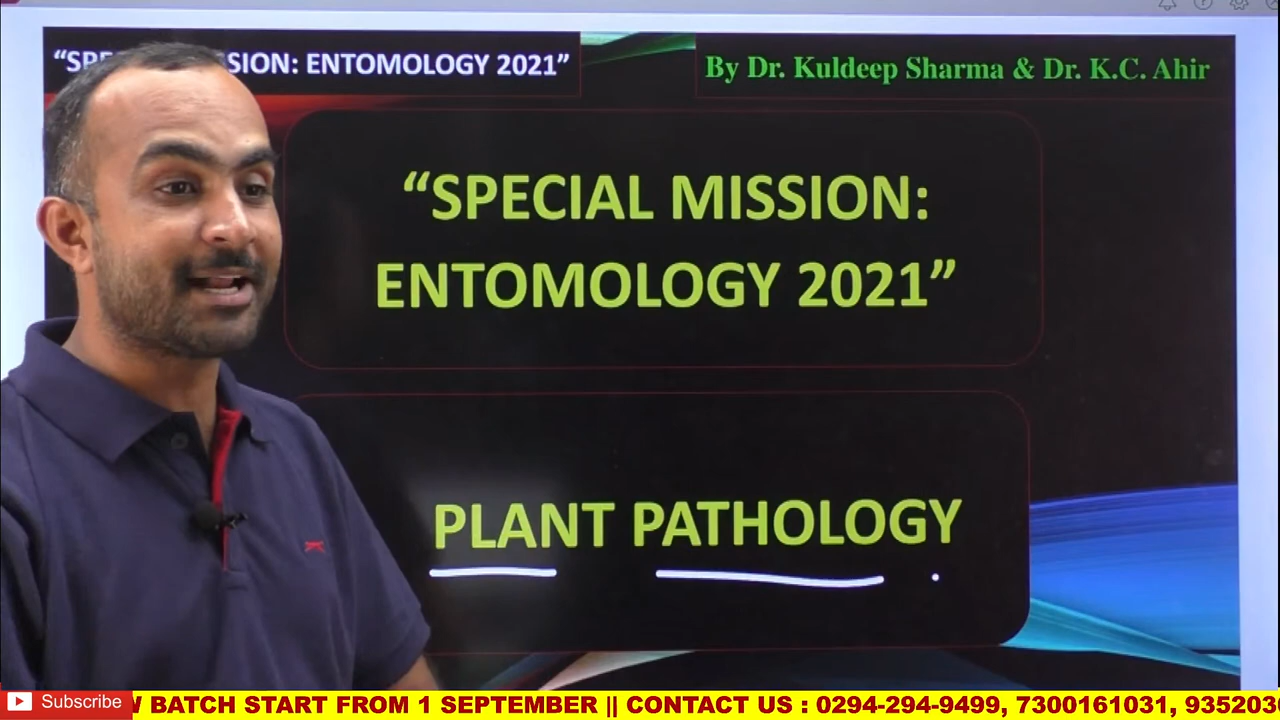 SION: ENTOMOLOGY 2021”
By Dr. Kuldeep Sharma & Dr. K.C. Ahir
“SPECIAL MISSION:
ENTOMOLOGY 2021”
PLANT PATHOLOGY
Subscribe
BATCH START FROM 1 SEPTEMBER || CONTACT US : 0294-294-9499, 7300161031, 935203